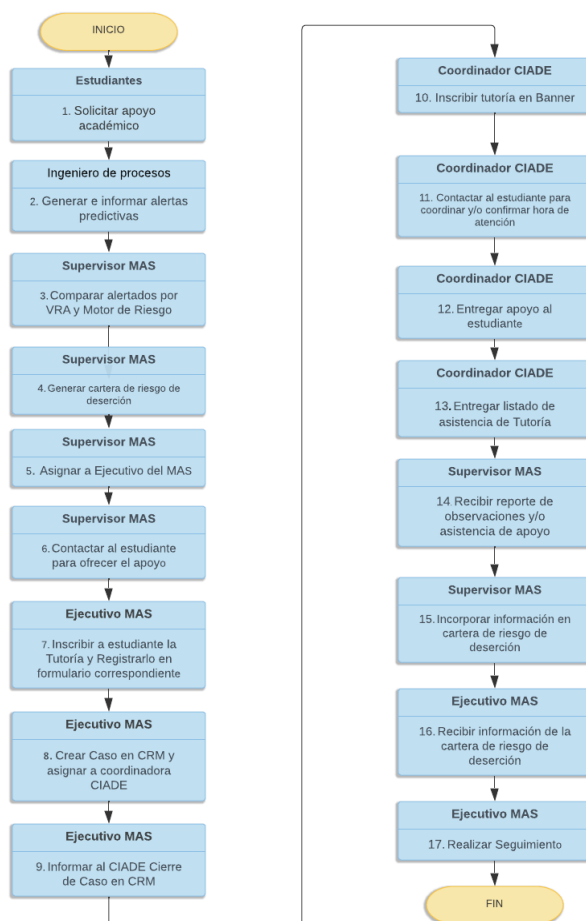 INICIO
Estudiantes
1. Solicitar apoyo
académico
Ingeniero de procesos
2. Generar e informar alertas
predictivas
Supervisor MAS
3. Comparar alertados por
VRA y Motor de Riesgo
Supervisor MAS
4. Generar cartera de riesgo de
deserción
Supervisor MAS
5. Asignar a Ejecutivo del MAS
Supervisor MAS
6. Contactar al estudiante
para ofrecer el apoyo
Ejecutivo MAS
7. Inscribir a estudiante la
Tutoría y Registrarlo en
formulario correspondiente
Ejecutivo MAS
8. Crear Caso en CRM y
asignar a coordinadora
CIADE
Ejecutivo MAS
9. Informar al CIADE Cierre
de Caso en CRM
Coordinador CIADE
10. Inscribir tutoría en Banner
Coordinador CIADE
11. Contactar al estudiante para
coordinar y/o confirmar hora de
atención
Coordinador CIADE
12. Entregar apoyo al
estudiante
Coordinador CIADE
13. Entregar listado de
asistencia de Tutoría
Supervisor MAS
14. Recibir reporte de
observaciones y/o
asistencia de apoyo
Supervisor MAS
15. Incorporar información en
cartera de riesgo de
deserción
Ejecutivo MAS
16. Recibir información de la
cartera de riesgo de
deserción
Ejecutivo MAS
17. Realizar Seguimiento
FIN